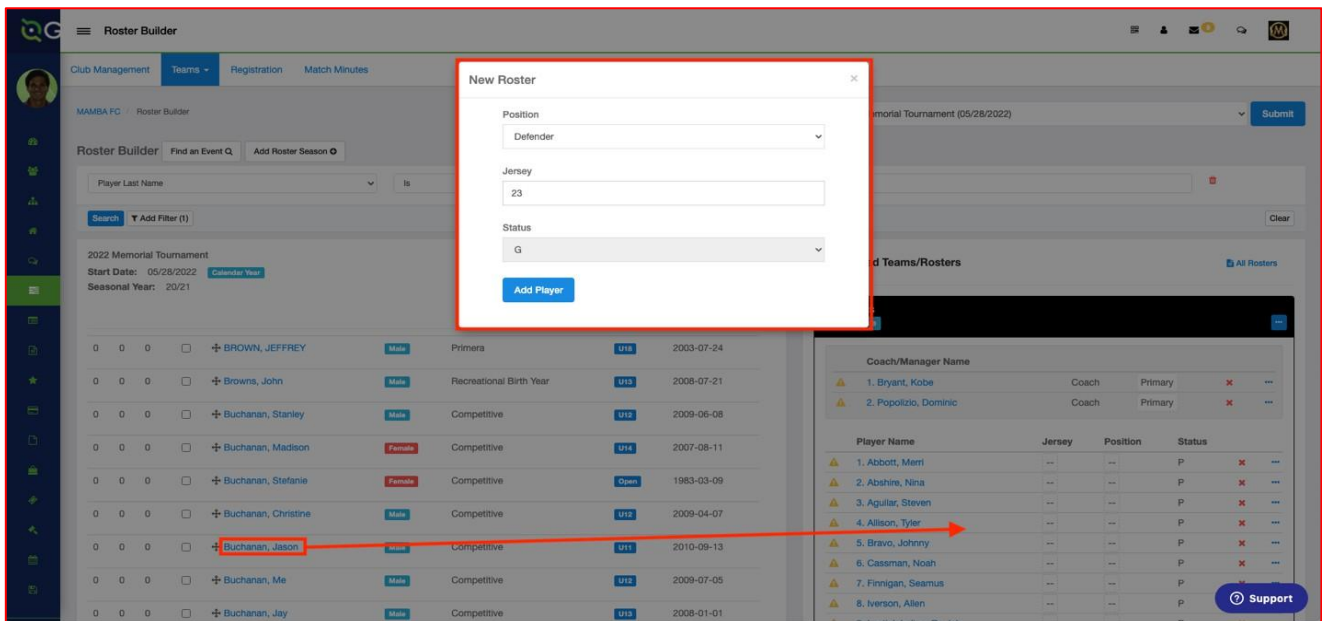 Roster Builder
Club Management Teams Registration Match Minutes
MAMBA FC / Roster Builder
Roster Builder Find an Event Add Roster Season
morial Tournament (05/28/2022) Submit
Player Last Name Is
Search Add Filter (1) Clear
New Roster ×
Position
Defender
Jersey
23
Status
G
Add Player
2022 Memorial Tournament
Start Date: 05/28/2022 Calendar Year
Seasonal Year: 20/21
0 0 0 BROWN, JEFFREY Male Primera U18 2003-07-24
0 0 0 Browns, John Male Recreational Birth Year U13 2008-07-21
0 0 0 Buchanan, Stanley Male Competitive U12 2009-06-08
0 0 0 Buchanan, Madison Female Competitive U14 2007-08-11
0 0 0 Buchanan, Stefanie Female Competitive Open 1983-03-09
0 0 0 Buchanan, Christine Male Competitive U12 2009-04-07
0 0 0 Buchanan, Jason Male Competitive U11 2010-09-13
0 0 0 Buchanan, Me Male Competitive U12 2009-07-05
0 0 0 Buchanan, Jay Male Competitive U13 2008-01-01
d Teams/Rosters All Rosters
Coach/Manager Name
1. Bryant, Kobe Coach Primary
2. Popolizio, Dominic Coach Primary
Player Name Jersey Position Status
1. Abbott, Merri -- -- P
2. Abshire, Nina -- -- P
3. Aguilar, Steven -- -- P
4. Allison, Tyler -- -- P
5. Bravo, Johnny -- -- P
6. Cassman, Noah -- -- P
7. Finnigan, Seamus -- -- P
8. Iverson, Allen -- -- P
Support